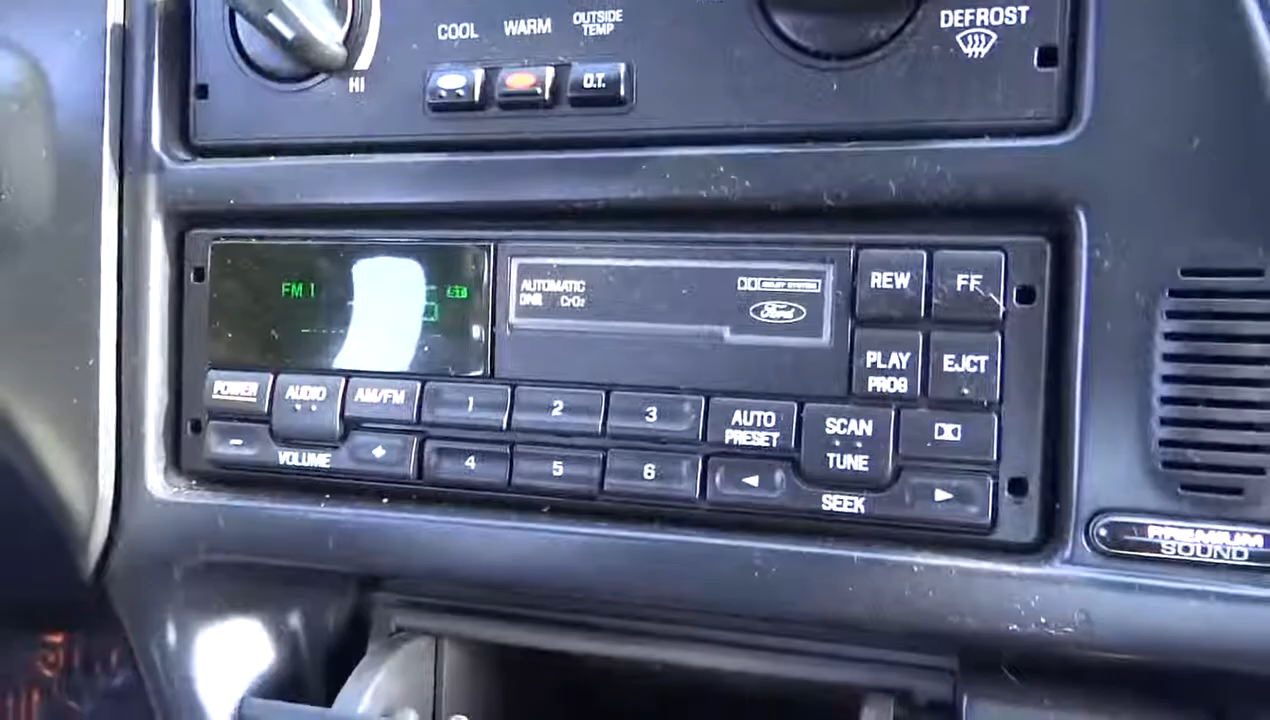 COOL
WARM
OUTSIDE
TEMP
DEFROST
HI
O.T.
FM 1
ST
AUTOMATIC
DNR CrO2
Ford
REW
FF
PLAY
PROG
EJCT
POWER
AUDIO
AM/FM
1
2
3
AUTO
PRESET
SCAN
TUNE
-
VOLUME
+
4
5
6
SEEK
PREMIUM
SOUND